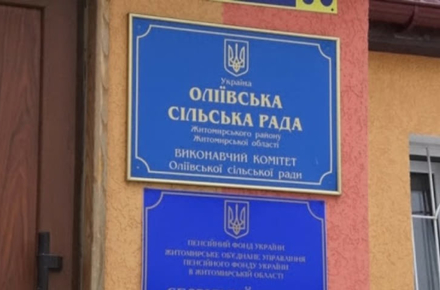 Україна
ОЛІЇВСЬКА
СІЛЬСЬКА РАДА
Житомирського району
Житомирської області
ВИКОНАВЧИЙ КОМІТЕТ
Оліївської сільської ради
ПЕНСІЙНИЙ ФОНД УКРАЇНИ
ЖИТОМИРСЬКЕ ОБ'ЄДНАНЕ УПРАВЛІННЯ
ПЕНСІЙНОГО ФОНДУ УКРАЇНИ
В ЖИТОМИРСЬКІЙ ОБЛАСТІ